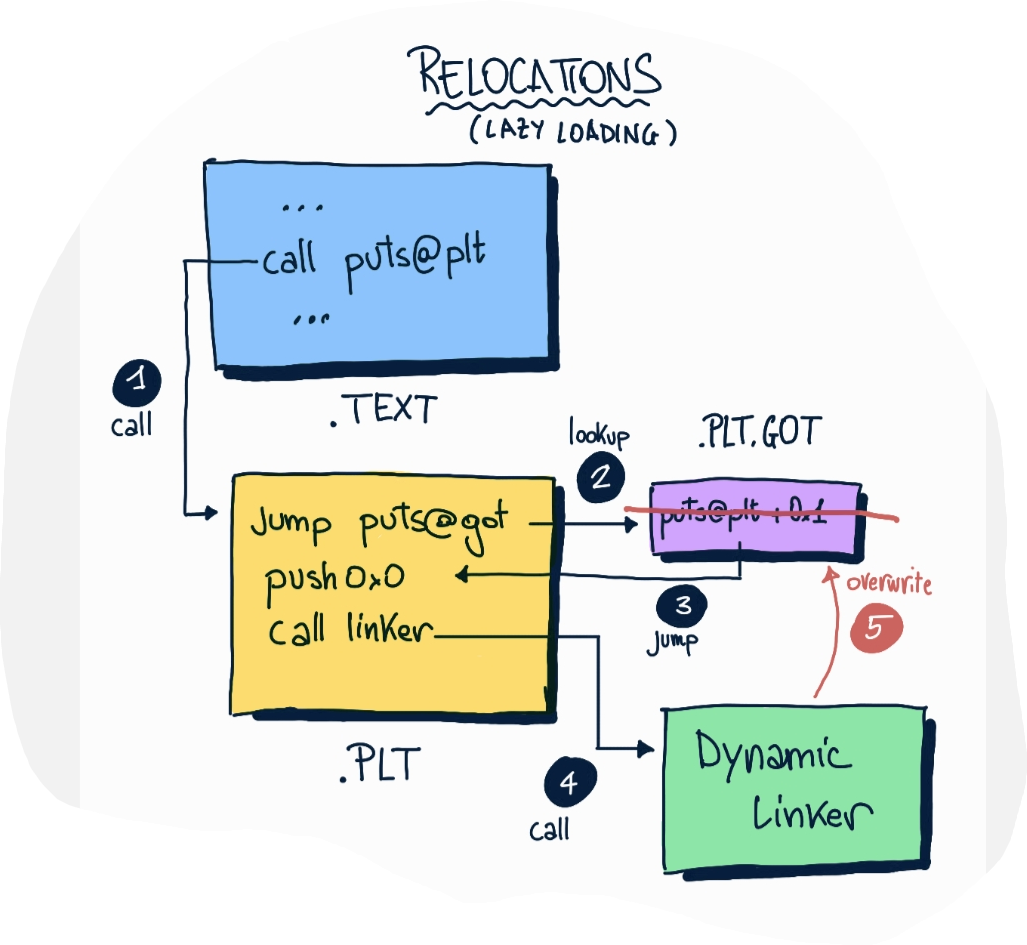 RELOCATIONS
(LAZY LOADING)
...
call puts@plt
...
1
call
.TEXT
lookup
2
.PLT.GOT
Jump puts@got
push 0x0
call linker
puts@plt + 0x1
3
jump
overwrite
5
.PLT
4
call
Dynamic
Linker